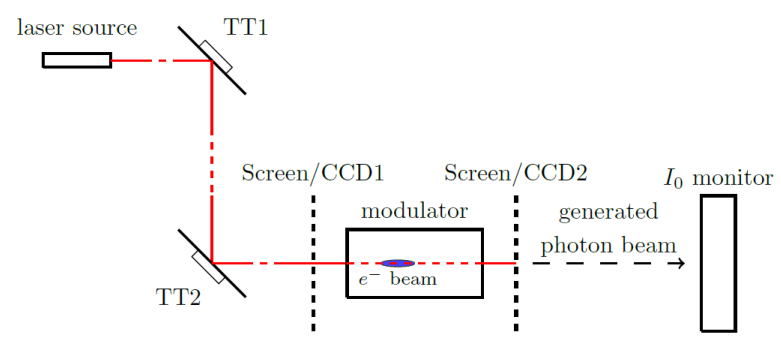 laser source
TT1
Screen/CCD1
Screen/CCD2
I₀ monitor
modulator
generated
photon beam
e⁻ beam
TT2